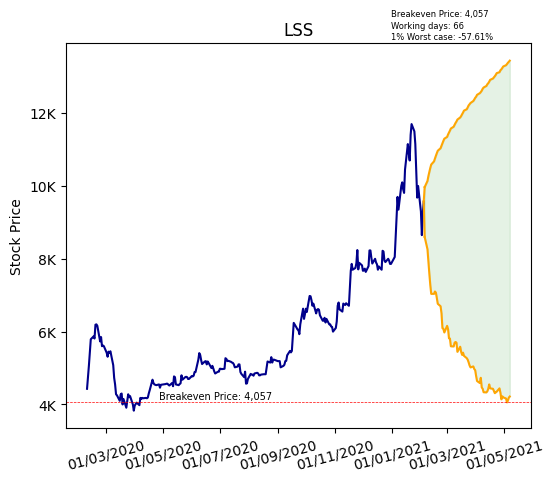 Breakeven Price: 4,057
Working days: 66
1% Worst case: -57.61%
LSS
Stock Price
12K
10K
8K
6K
4K
Breakeven Price: 4,057
01/03/2020
01/05/2020
01/07/2020
01/09/2020
01/11/2020
01/01/2021
01/03/2021
01/05/2021